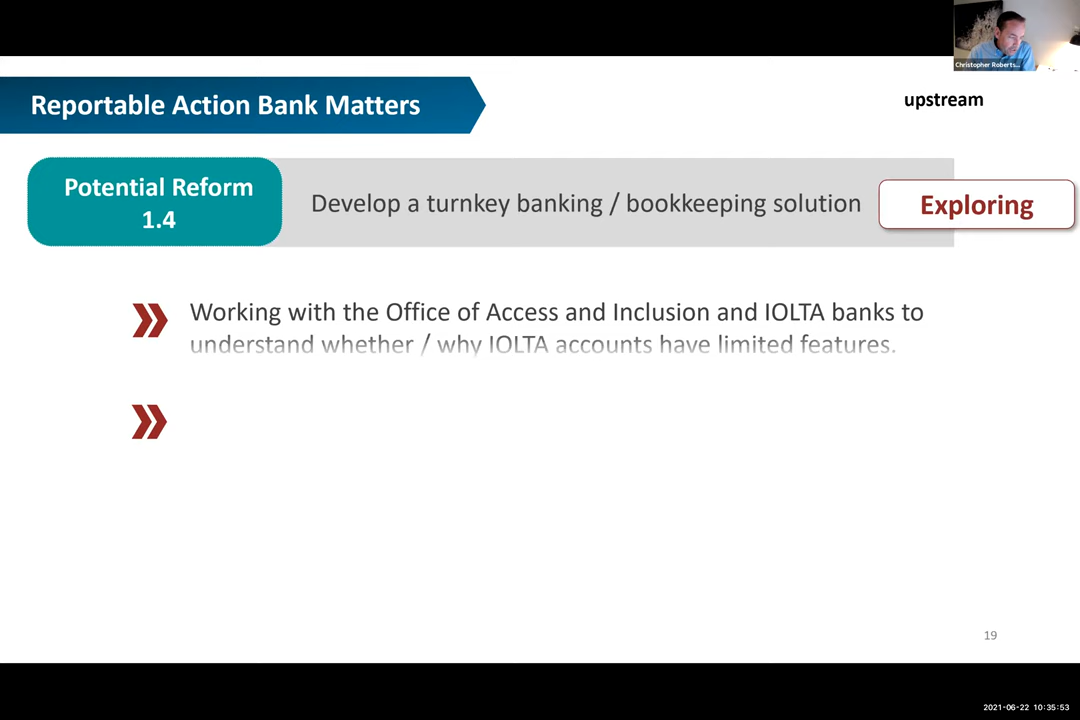 Christopher Roberts...
Reportable Action Bank Matters
upstream
Potential Reform
1.4
Develop a turnkey banking / bookkeeping solution
Exploring
Working with the Office of Access and Inclusion and IOLTA banks to
understand whether / why IOLTA accounts have limited features.
19
2021-06-22 10:35:53